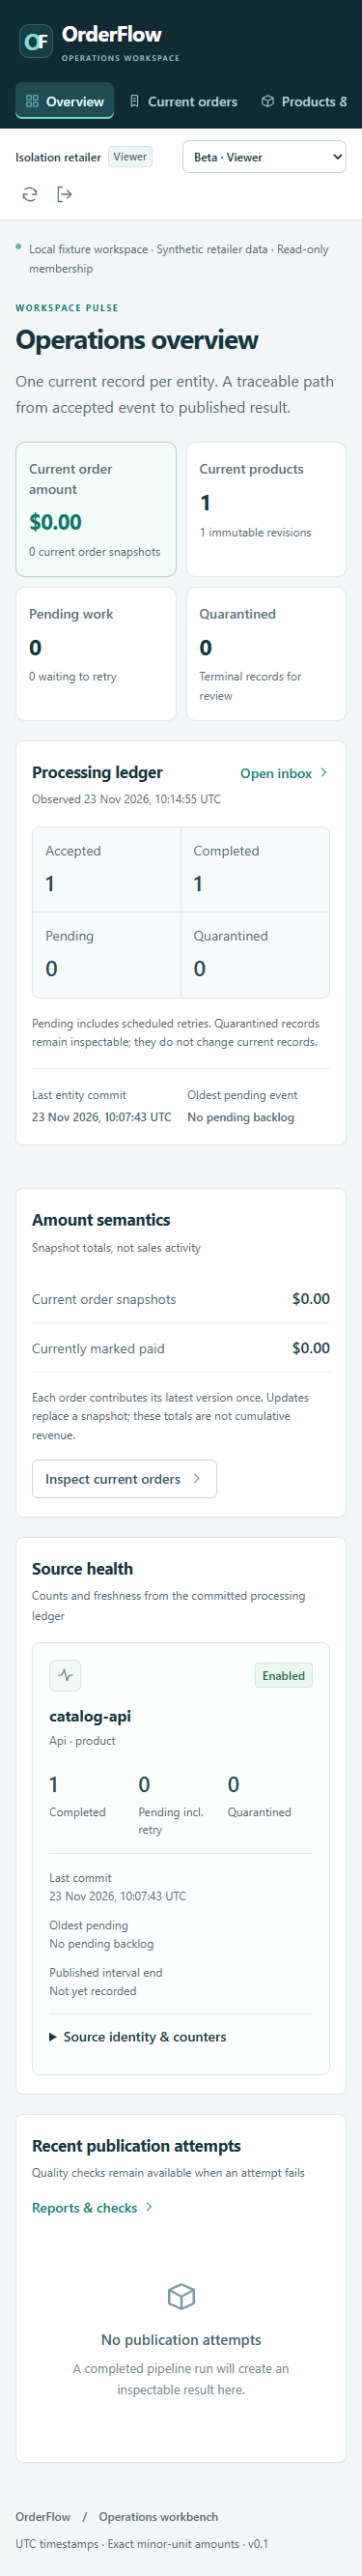 OF OrderFlow
OPERATIONS WORKSPACE
Overview Current orders Products &
Isolation retailer Viewer Beta · Viewer
Local fixture workspace · Synthetic retailer data · Read-only
membership
WORKSPACE PULSE
Operations overview
One current record per entity. A traceable path
from accepted event to published result.
Current order
amount
$0.00
0 current order snapshots
Current products
1
1 immutable revisions
Pending work
0
0 waiting to retry
Quarantined
0
Terminal records for
review
Processing ledger Open inbox
Observed 23 Nov 2026, 10:14:55 UTC
Accepted
1
Completed
1
Pending
0
Quarantined
0
Pending includes scheduled retries. Quarantined records
remain inspectable; they do not change current records.
Last entity commit
23 Nov 2026, 10:07:43 UTC
Oldest pending event
No pending backlog
Amount semantics
Snapshot totals, not sales activity
Current order snapshots $0.00
Currently marked paid $0.00
Each order contributes its latest version once. Updates
replace a snapshot; these totals are not cumulative
revenue.
Inspect current orders
Source health
Counts and freshness from the committed processing
ledger
Enabled
catalog-api
Api · product
1
Completed
0
Pending incl.
retry
0
Quarantined
Last commit
23 Nov 2026, 10:07:43 UTC
Oldest pending
No pending backlog
Published interval end
Not yet recorded
Source identity & counters
Recent publication attempts
Quality checks remain available when an attempt fails
Reports & checks
No publication attempts
A completed pipeline run will create an
inspectable result here.
OrderFlow / Operations workbench
UTC timestamps · Exact minor-unit amounts · v0.1